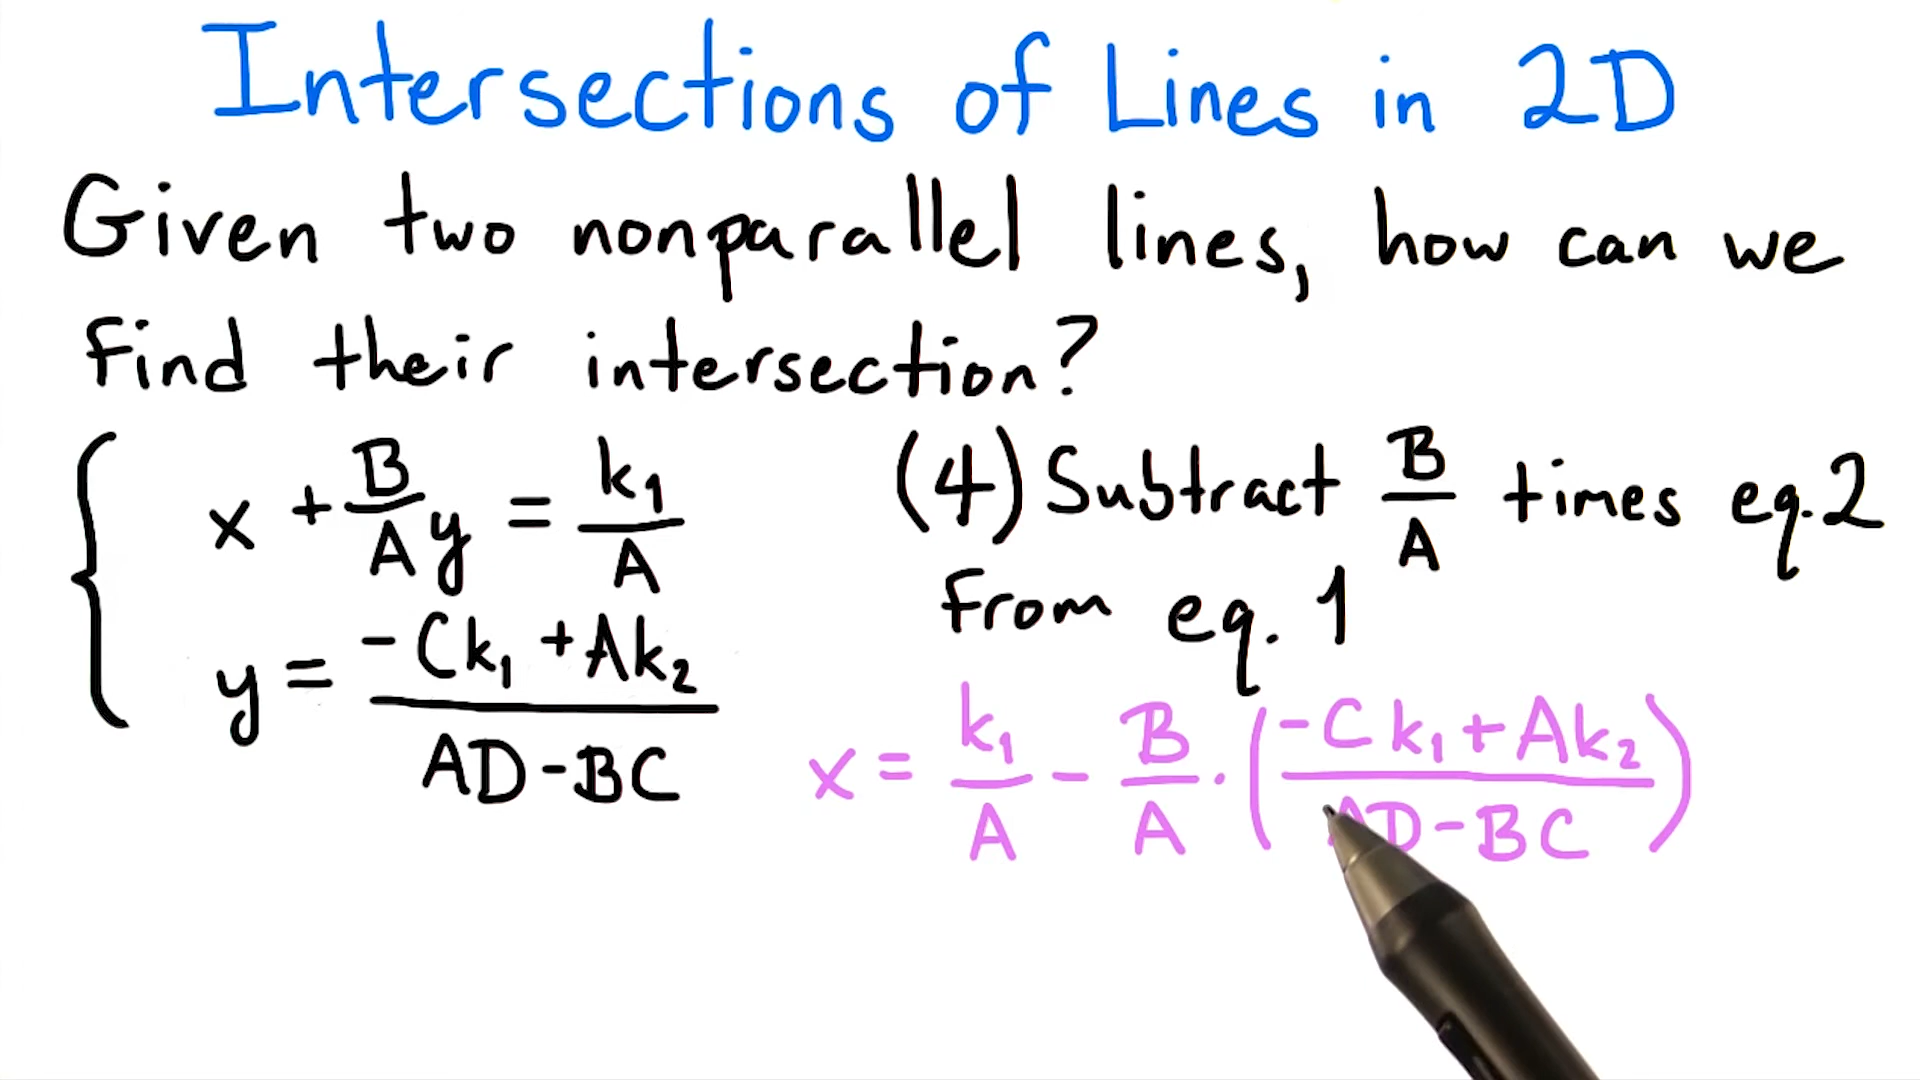 Intersections of Lines in 2D
Given two nonparallel lines, how can we
find their intersection?
x + B/A y = k₁/A
y = (-Ck₁ + Ak₂)/(AD - BC)
(4) Subtract B/A times eq. 2
from eq. 1
x = k₁/A - B/A · ((-Ck₁ + Ak₂)/(AD - BC))